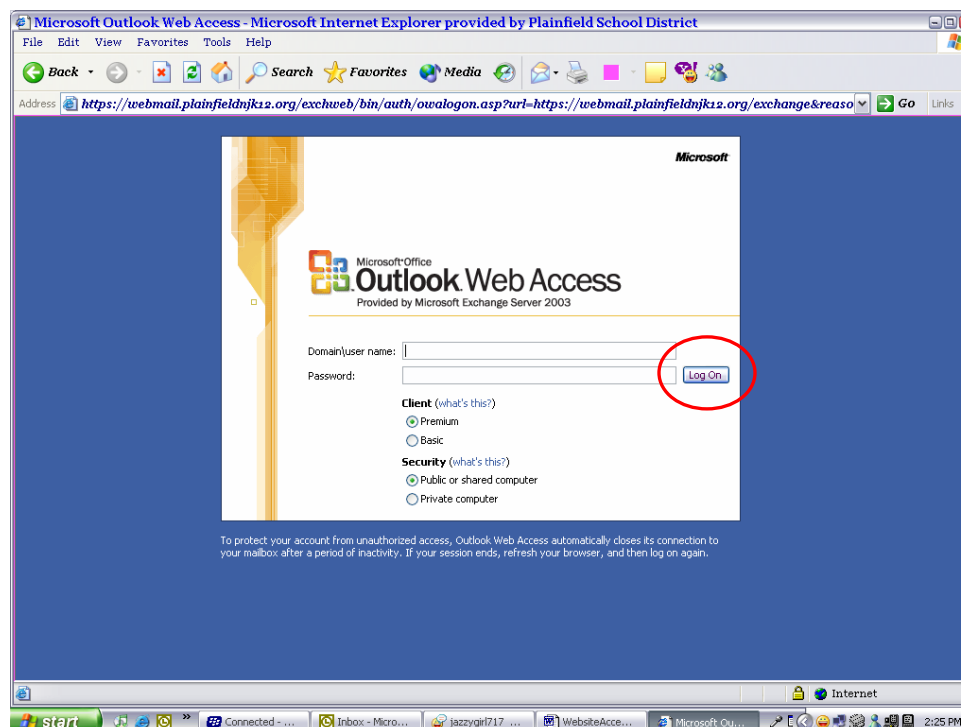 Microsoft Outlook Web Access - Microsoft Internet Explorer provided by Plainfield School District
File Edit View Favorites Tools Help
Back Search Favorites Media
Address https://webmail.plainfieldnjk12.org/exchweb/bin/auth/owalogon.asp?url=https://webmail.plainfieldnjk12.org/exchange&reaso Go Links
Microsoft
Microsoft Office
Outlook Web Access
Provided by Microsoft Exchange Server 2003
Domain\user name:
Password: Log On
Client (what's this?)
Premium
Basic
Security (what's this?)
Public or shared computer
Private computer
To protect your account from unauthorized access, Outlook Web Access automatically closes its connection to
your mailbox after a period of inactivity. If your session ends, refresh your browser, and then log on again.
Internet
start » Connected - ... Inbox - Micro... jazzygirl717 ... WebsiteAcce... Microsoft Ou... 2:25 PM